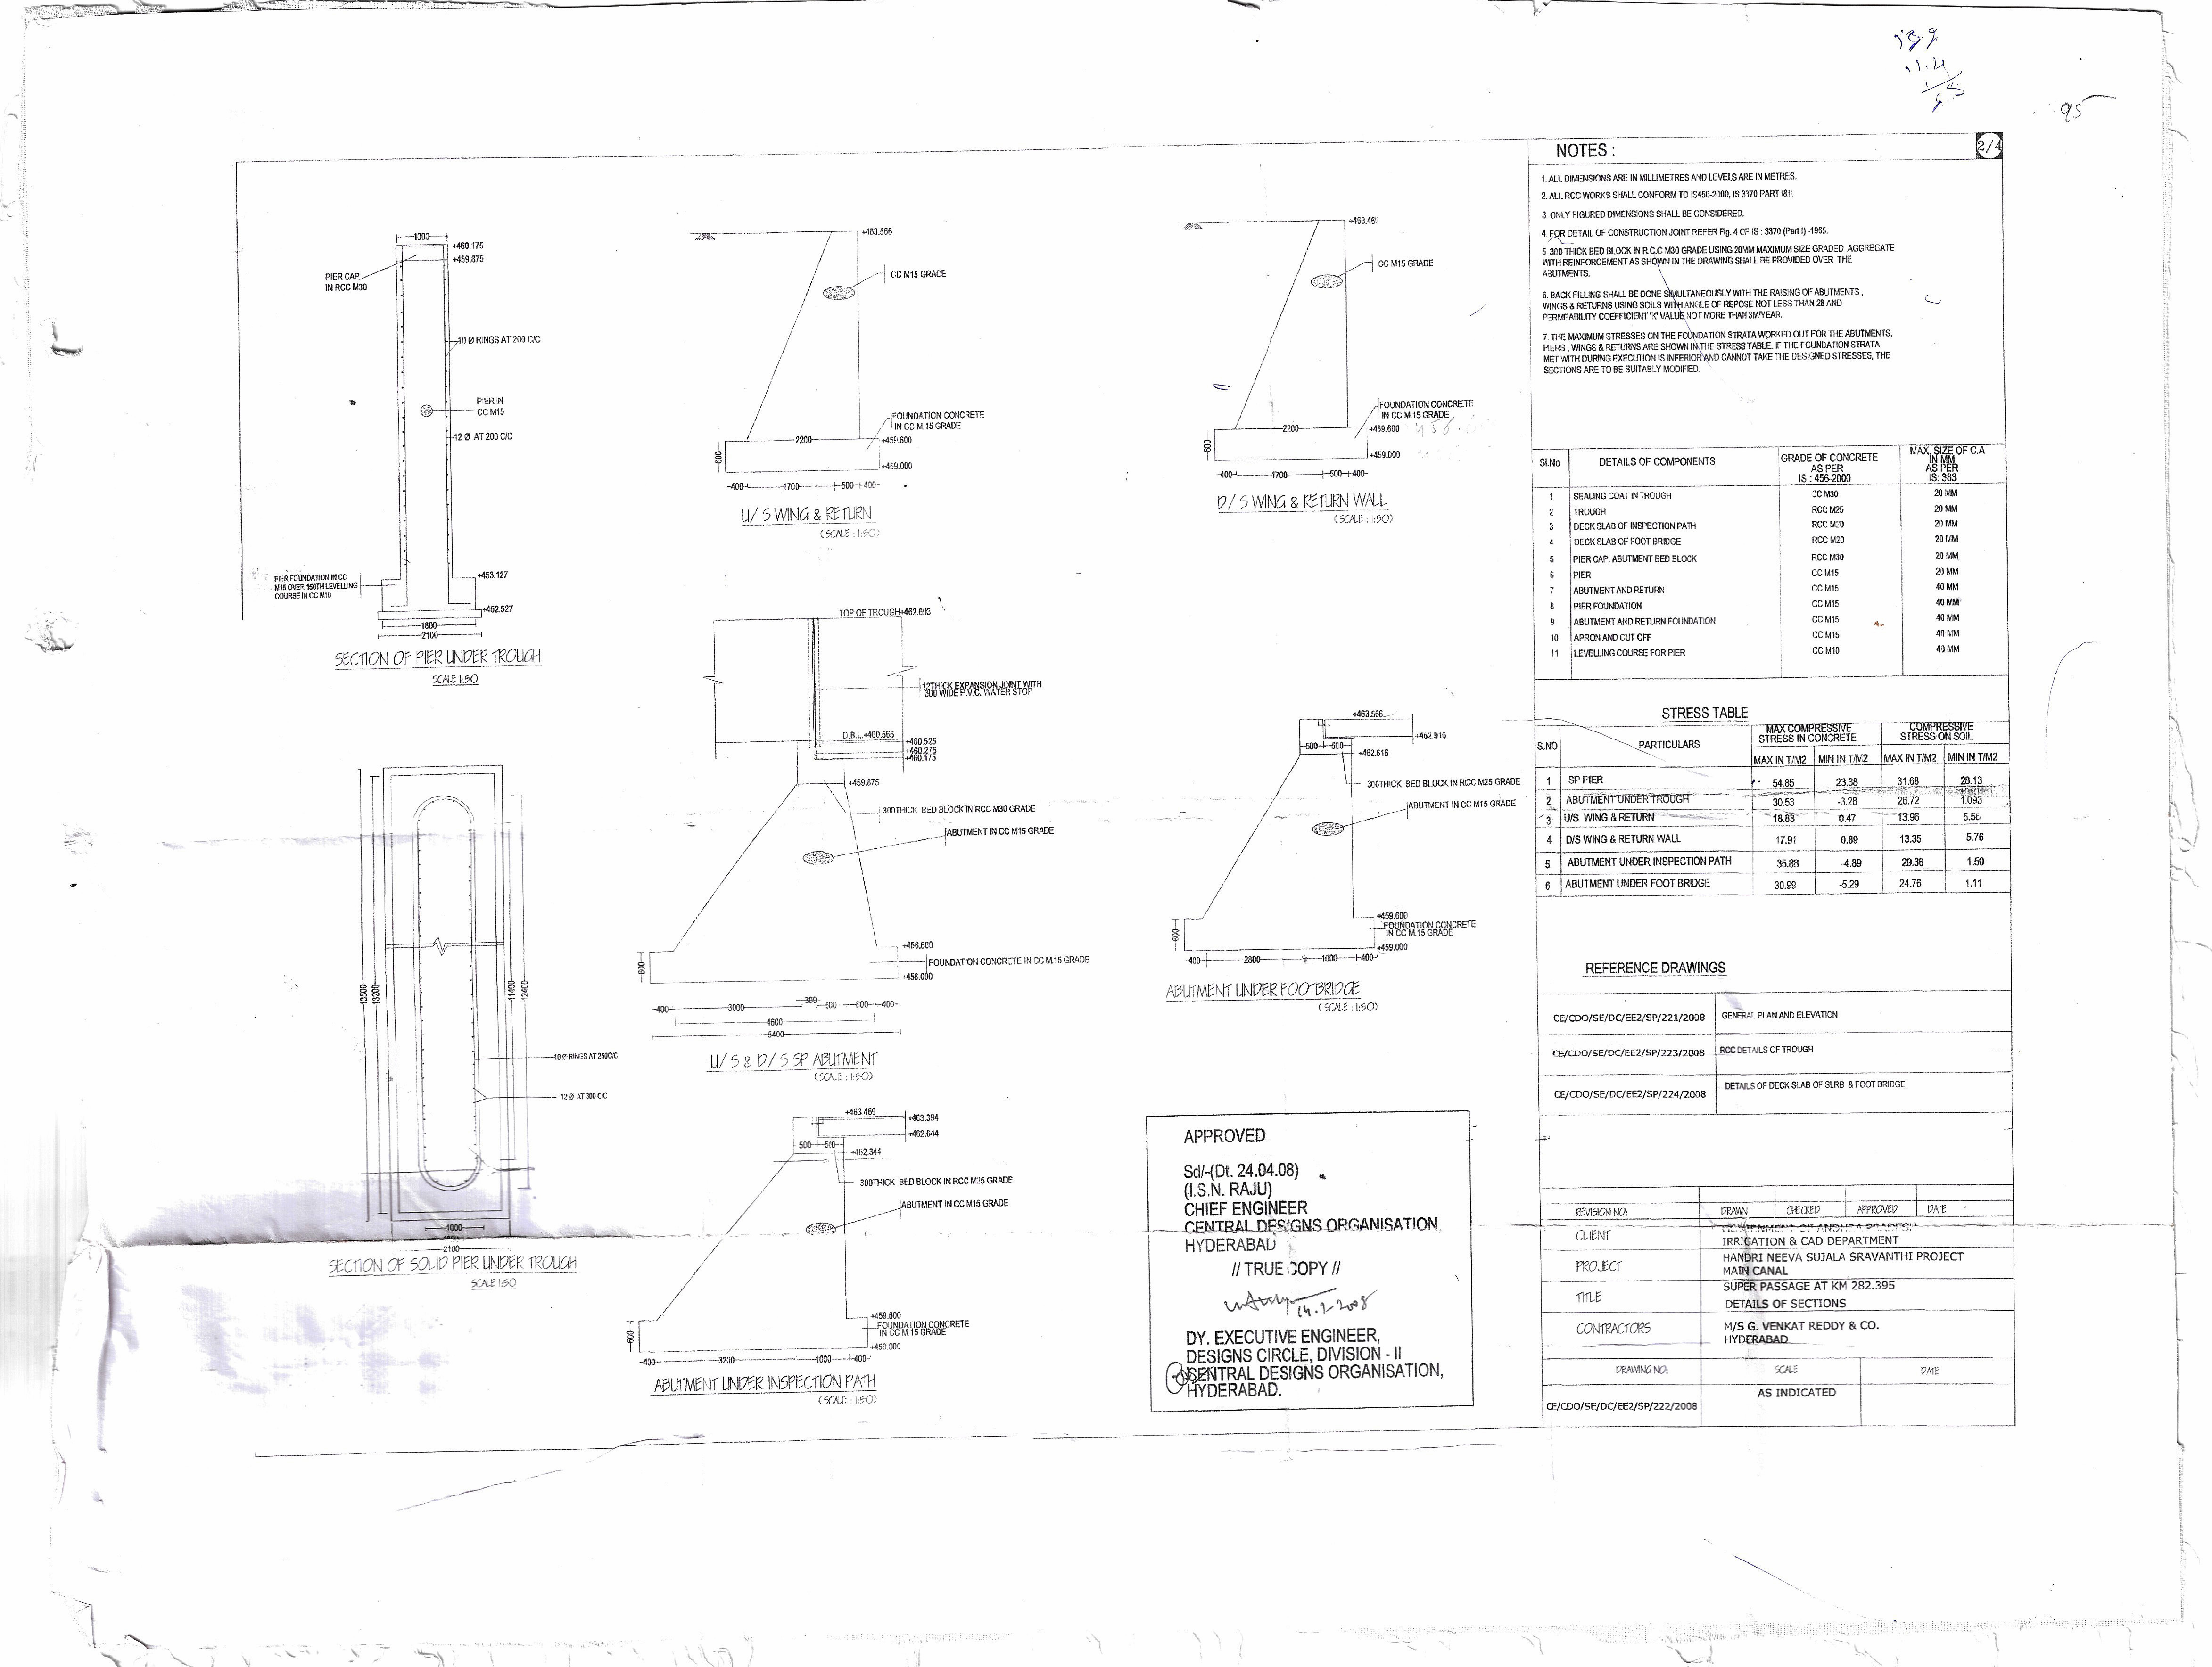 95
2/4
NOTES :
1. ALL DIMENSIONS ARE IN MILLIMETRES AND LEVELS ARE IN METRES.
2. ALL RCC WORKS SHALL CONFORM TO IS456-2000, IS 3170 PART I&II.
3. ONLY FIGURED DIMENSIONS SHALL BE CONSIDERED.
4. FOR DETAIL OF CONSTRUCTION JOINT REFER Fig. 4 OF IS : 3370 (Part I) -1965.
5. 300 THICK BED BLOCK IN R.C.C M30 GRADE USING 20MM MAXIMUM SIZE GRADED AGGREGATE
WITH REINFORCEMENT AS SHOWN IN THE DRAWING SHALL BE PROVIDED OVER THE
ABUTMENTS.
6. BACK FILLING SHALL BE DONE SIMULTANEOUSLY WITH THE RAISING OF ABUTMENTS ,
WINGS & RETURNS USING SOILS WITH ANGLE OF REPOSE NOT LESS THAN 28 AND
PERMEABILITY COEFFICIENT 'K' VALUE NOT MORE THAN 3M/YEAR.
7. THE MAXIMUM STRESSES ON THE FOUNDATION STRATA WORKED OUT FOR THE ABUTMENTS,
PIERS , WINGS & RETURNS ARE SHOWN IN THE STRESS TABLE. IF THE FOUNDATION STRATA
MET WITH DURING EXECUTION IS INFERIOR AND CANNOT TAKE THE DESIGNED STRESSES, THE
SECTIONS ARE TO BE SUITABLY MODIFIED.
1000
+460.175
+459.875
PIER CAP
IN RCC M30
10 Ø RINGS AT 200 C/C
PIER IN
CC M15
12 Ø AT 200 C/C
PIER FOUNDATION IN CC
M15 OVER 150TH LEVELLING
COURSE IN CC M10
+453.127
+452.527
1800
2100
SECTION OF PIER UNDER TROUGH
SCALE 1:50
+463.566
CC M15 GRADE
FOUNDATION CONCRETE
IN CC M.15 GRADE
2200
+459.600
600
+459.000
400 1700 500 400
U/S WING & RETURN
(SCALE : 1:50)
+463.469
CC M15 GRADE
FOUNDATION CONCRETE
IN CC M.15 GRADE
2200
+459.600
600
+459.000
400 1700 500 400
D/S WING & RETURN WALL
(SCALE : 1:50)
Sl.No DETAILS OF COMPONENTS GRADE OF CONCRETE AS PER IS : 456-2000 MAX. SIZE OF C.A IN MM AS PER IS: 383
1 SEALING COAT IN TROUGH CC M30 20 MM
2 TROUGH RCC M25 20 MM
3 DECK SLAB OF INSPECTION PATH RCC M20 20 MM
4 DECK SLAB OF FOOT BRIDGE RCC M20 20 MM
5 PIER CAP, ABUTMENT BED BLOCK RCC M30 20 MM
6 PIER CC M15 20 MM
7 ABUTMENT AND RETURN CC M15 40 MM
8 PIER FOUNDATION CC M15 40 MM
9 ABUTMENT AND RETURN FOUNDATION CC M15 40 MM
10 APRON AND CUT OFF CC M15 40 MM
11 LEVELLING COURSE FOR PIER CC M10 40 MM
TOP OF TROUGH+462.693
12THICK EXPANSION JOINT WITH
300 WIDE P.V.C. WATER STOP
D.B.L.+460.565
+460.525
+460.275
+460.175
+459.875
300THICK BED BLOCK IN RCC M30 GRADE
ABUTMENT IN CC M15 GRADE
+456.600
FOUNDATION CONCRETE IN CC M.15 GRADE
600
+456.000
400 3000 300 500 800 400
4600
5400
U/S & D/S SP ABUTMENT
(SCALE : 1:50)
+463.566
+462.916
500 500
+462.616
300THICK BED BLOCK IN RCC M25 GRADE
ABUTMENT IN CC M15 GRADE
+459.600
FOUNDATION CONCRETE
IN CC M.15 GRADE
600
+459.000
400 2800 1000 400
ABUTMENT UNDER FOOTBRIDGE
(SCALE : 1:50)
STRESS TABLE
S.NO PARTICULARS MAX COMPRESSIVE STRESS IN CONCRETE COMPRESSIVE STRESS ON SOIL
MAX IN T/M2 MIN IN T/M2 MAX IN T/M2 MIN IN T/M2
1 SP PIER 54.85 23.38 31.68 28.13
2 ABUTMENT UNDER TROUGH 30.53 -3.28 26.72 1.093
3 U/S WING & RETURN 18.83 0.47 13.96 5.56
4 D/S WING & RETURN WALL 17.91 0.89 13.35 5.76
5 ABUTMENT UNDER INSPECTION PATH 35.88 -4.89 29.36 1.50
6 ABUTMENT UNDER FOOT BRIDGE 30.99 -5.29 24.76 1.11
13500
13200
11400
12400
10 Ø RINGS AT 250C/C
12 Ø AT 300 C/C
1000
2100
SECTION OF SOLID PIER UNDER TROUGH
SCALE 1:50
+463.469
+463.394
+462.644
500 500
+462.344
300THICK BED BLOCK IN RCC M25 GRADE
ABUTMENT IN CC M15 GRADE
+459.600
FOUNDATION CONCRETE
IN CC M.15 GRADE
600
+459.000
400 3200 1000 400
ABUTMENT UNDER INSPECTION PATH
(SCALE : 1:50)
REFERENCE DRAWINGS
CE/CDO/SE/DC/EE2/SP/221/2008 GENERAL PLAN AND ELEVATION
CE/CDO/SE/DC/EE2/SP/223/2008 RCC DETAILS OF TROUGH
CE/CDO/SE/DC/EE2/SP/224/2008 DETAILS OF DECK SLAB OF SLRB & FOOT BRIDGE
APPROVED
Sd/-(Dt. 24.04.08)
(I.S.N. RAJU)
CHIEF ENGINEER
CENTRAL DESIGNS ORGANISATION,
HYDERABAD
// TRUE COPY //
DY. EXECUTIVE ENGINEER,
DESIGNS CIRCLE, DIVISION - II
CENTRAL DESIGNS ORGANISATION,
HYDERABAD.
REVISION NO: DRAWN CHECKED APPROVED DATE
CLIENT GOVERNMENT OF ANDHRA PRADESH
IRRIGATION & CAD DEPARTMENT
PROJECT HANDRI NEEVA SUJALA SRAVANTHI PROJECT
MAIN CANAL
TITLE SUPER PASSAGE AT KM 282.395
DETAILS OF SECTIONS
CONTRACTORS M/S G. VENKAT REDDY & CO.
HYDERABAD
DRAWING NO: SCALE DATE
CE/CDO/SE/DC/EE2/SP/222/2008 AS INDICATED